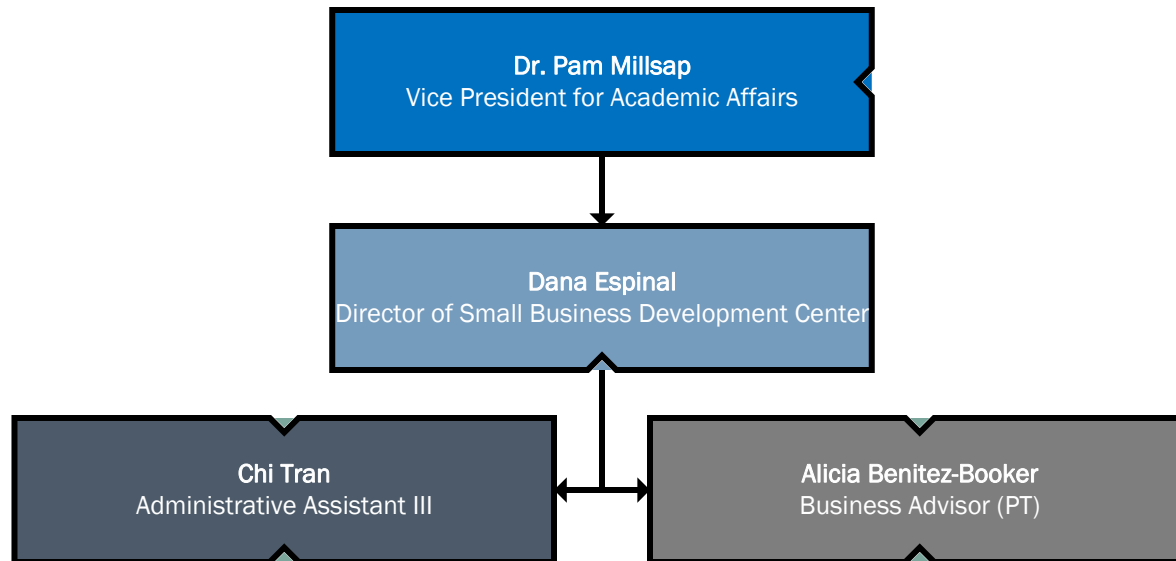 Dr. Pam Millsap
Vice President for Academic Affairs
Dana Espinal
Director of Small Business Development Center
Chi Tran
Administrative Assistant III
Alicia Benitez-Booker
Business Advisor (PT)